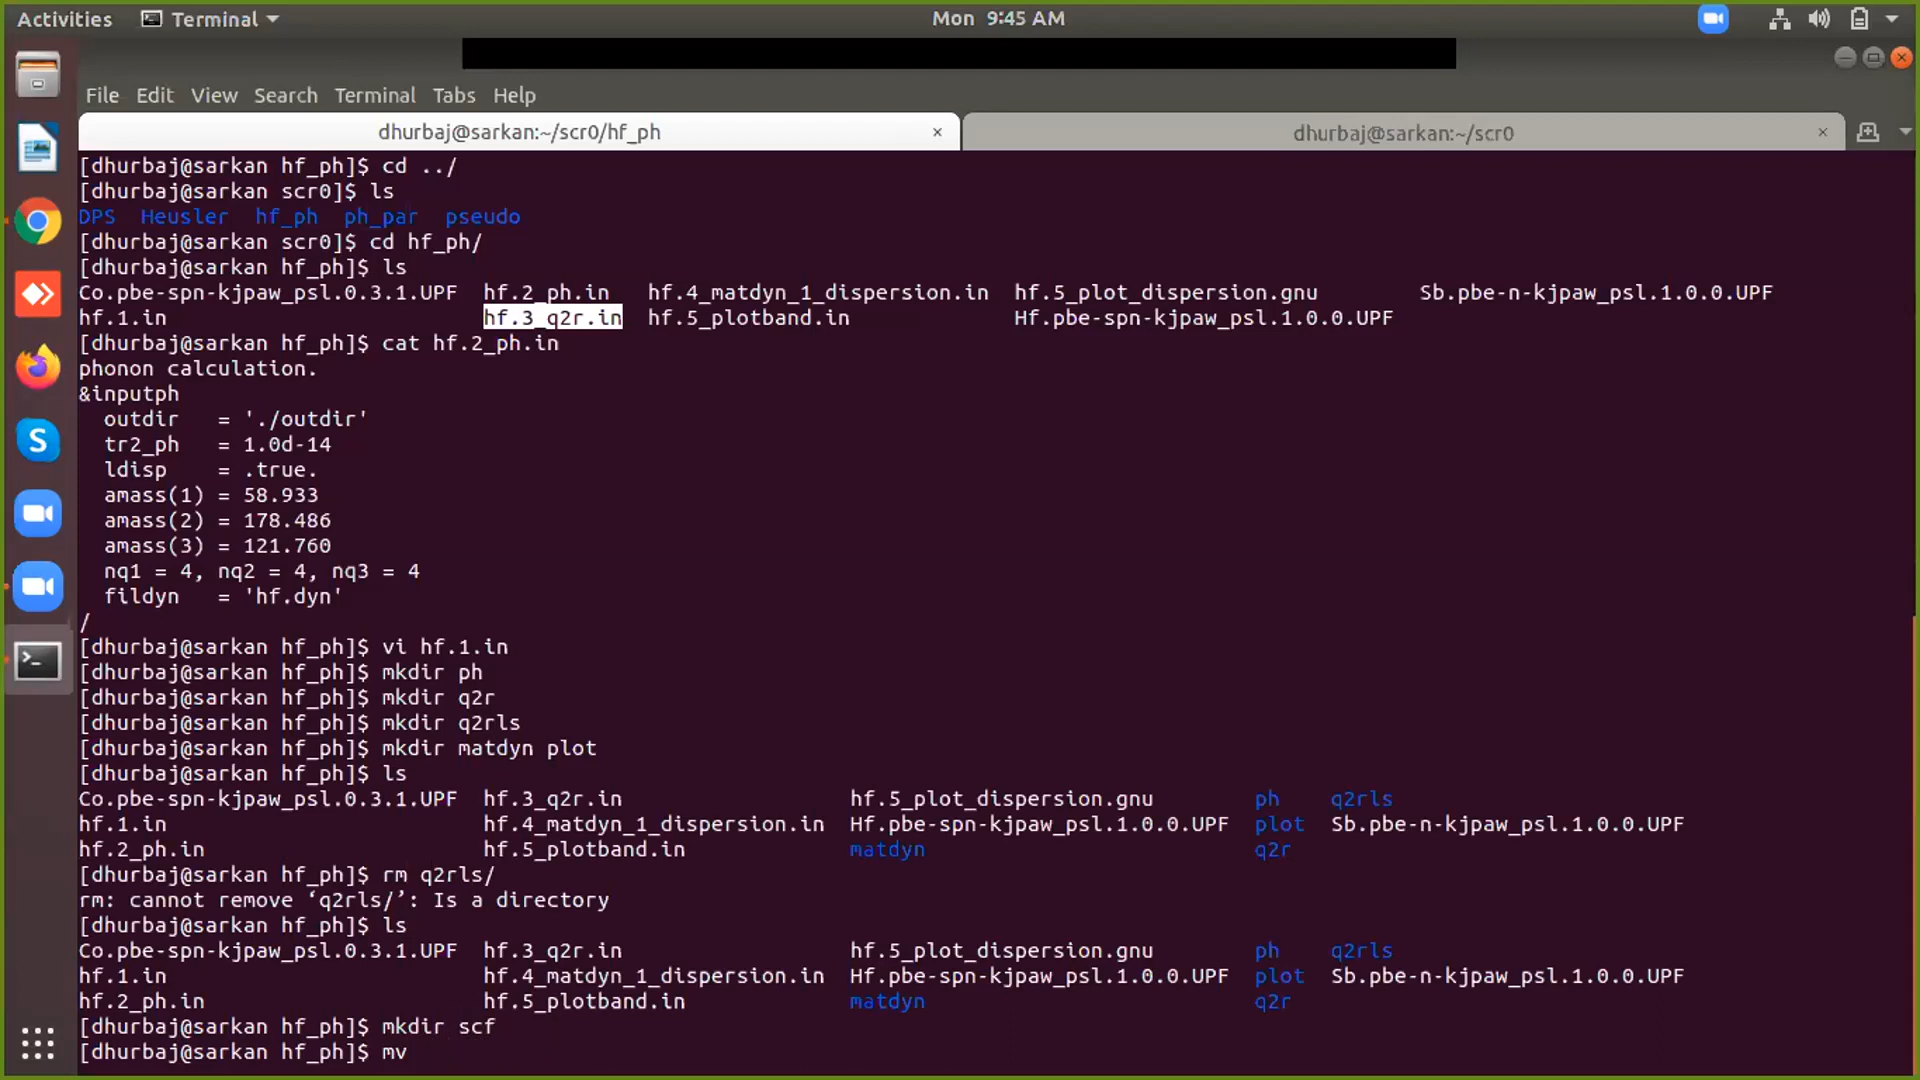 Activities Terminal Mon 9:45 AM
File Edit View Search Terminal Tabs Help
dhurbaj@sarkan:~/scr0/hf_ph × dhurbaj@sarkan:~/scr0 ×
[dhurbaj@sarkan hf_ph]$ cd ../
[dhurbaj@sarkan scr0]$ ls
DPS Heusler hf_ph ph_par pseudo
[dhurbaj@sarkan scr0]$ cd hf_ph/
[dhurbaj@sarkan hf_ph]$ ls
Co.pbe-spn-kjpaw_psl.0.3.1.UPF hf.2_ph.in hf.4_matdyn_1_dispersion.in hf.5_plot_dispersion.gnu Sb.pbe-n-kjpaw_psl.1.0.0.UPF
hf.1.in hf.3_q2r.in hf.5_plotband.in Hf.pbe-spn-kjpaw_psl.1.0.0.UPF
[dhurbaj@sarkan hf_ph]$ cat hf.2_ph.in
phonon calculation.
&inputph
outdir = './outdir'
tr2_ph = 1.0d-14
ldisp = .true.
amass(1) = 58.933
amass(2) = 178.486
amass(3) = 121.760
nq1 = 4, nq2 = 4, nq3 = 4
fildyn = 'hf.dyn'
/
[dhurbaj@sarkan hf_ph]$ vi hf.1.in
[dhurbaj@sarkan hf_ph]$ mkdir ph
[dhurbaj@sarkan hf_ph]$ mkdir q2r
[dhurbaj@sarkan hf_ph]$ mkdir q2rls
[dhurbaj@sarkan hf_ph]$ mkdir matdyn plot
[dhurbaj@sarkan hf_ph]$ ls
Co.pbe-spn-kjpaw_psl.0.3.1.UPF hf.3_q2r.in hf.5_plot_dispersion.gnu ph q2rls
hf.1.in hf.4_matdyn_1_dispersion.in Hf.pbe-spn-kjpaw_psl.1.0.0.UPF plot Sb.pbe-n-kjpaw_psl.1.0.0.UPF
hf.2_ph.in hf.5_plotband.in matdyn q2r
[dhurbaj@sarkan hf_ph]$ rm q2rls/
rm: cannot remove ‘q2rls/’: Is a directory
[dhurbaj@sarkan hf_ph]$ ls
Co.pbe-spn-kjpaw_psl.0.3.1.UPF hf.3_q2r.in hf.5_plot_dispersion.gnu ph q2rls
hf.1.in hf.4_matdyn_1_dispersion.in Hf.pbe-spn-kjpaw_psl.1.0.0.UPF plot Sb.pbe-n-kjpaw_psl.1.0.0.UPF
hf.2_ph.in hf.5_plotband.in matdyn q2r
[dhurbaj@sarkan hf_ph]$ mkdir scf
[dhurbaj@sarkan hf_ph]$ mv